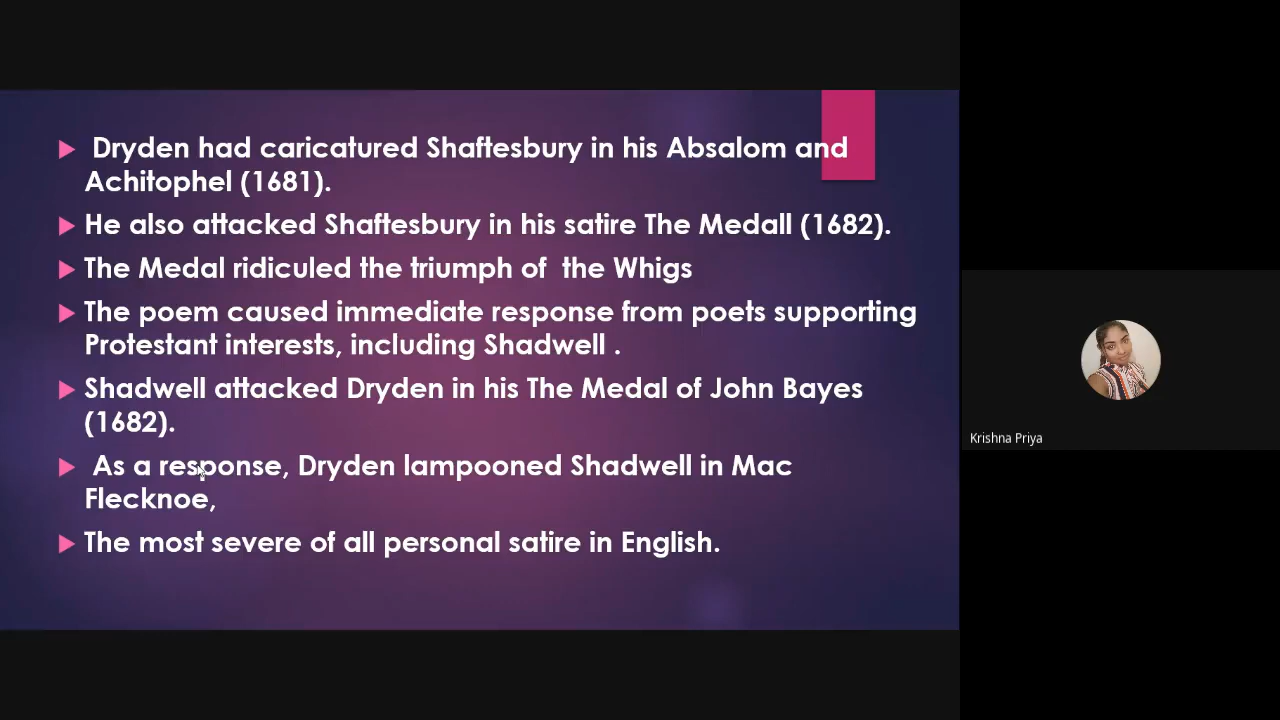 Dryden had caricatured Shaftesbury in his Absalom and
Achitophel (1681).
He also attacked Shaftesbury in his satire The Medall (1682).
The Medal ridiculed the triumph of  the Whigs
The poem caused immediate response from poets supporting
Protestant interests, including Shadwell .
Shadwell attacked Dryden in his The Medal of John Bayes
(1682).
As a response, Dryden lampooned Shadwell in Mac
Flecknoe,
The most severe of all personal satire in English.
Krishna Priya